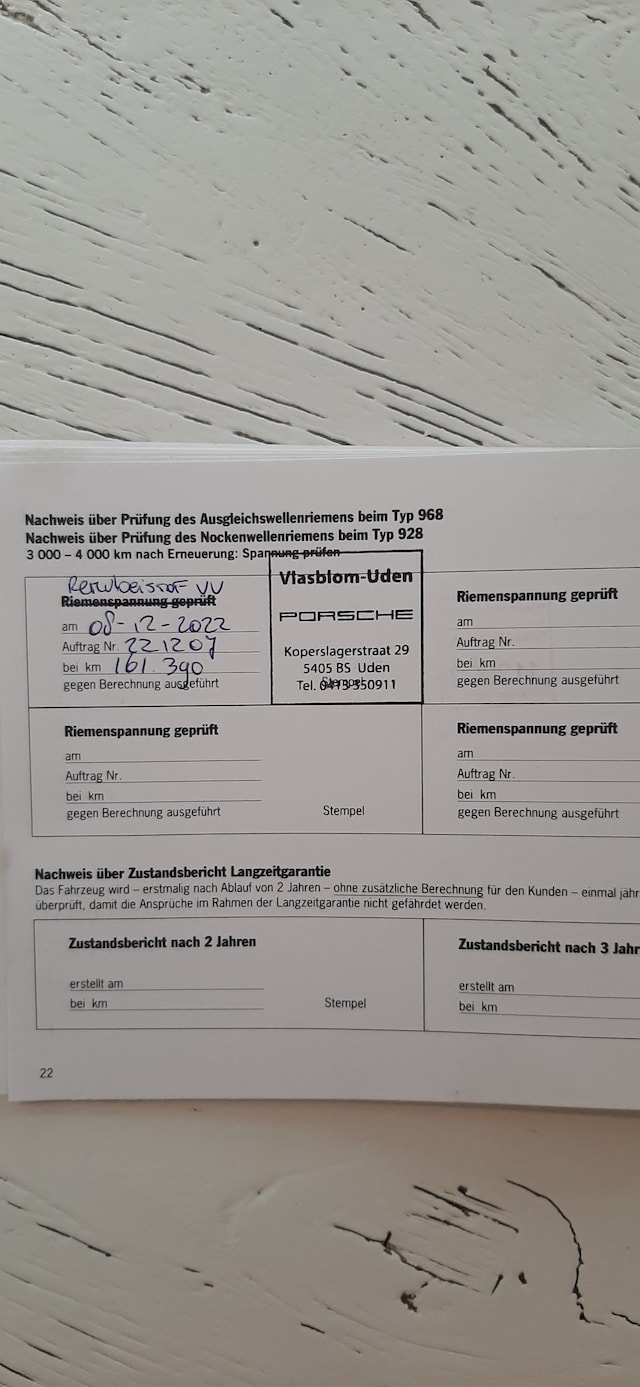 Nachweis über Prüfung des Ausgleichswellenriemens beim Typ 968
Nachweis über Prüfung des Nockenwellenriemens beim Typ 928
3 000 – 4 000 km nach Erneuerung: Spannung prüfen
VV
Riemenspannung geprüft
am 08-12-2022
Auftrag Nr. 221207
bei km 161.390
gegen Berechnung ausgeführt
Vlasblom-Uden
PORSCHE
Koperslagerstraat 29
5405 BS Uden
Tel. 0413-350911
Stempel
Riemenspannung geprüft
am
Auftrag Nr.
bei km
gegen Berechnung ausgeführt
Riemenspannung geprüft
am
Auftrag Nr.
bei km
gegen Berechnung ausgeführt
Stempel
Riemenspannung geprüft
am
Auftrag Nr.
bei km
gegen Berechnung ausgeführt
Nachweis über Zustandsbericht Langzeitgarantie
Das Fahrzeug wird – erstmalig nach Ablauf von 2 Jahren – ohne zusätzliche Berechnung für den Kunden – einmal jähr
überprüft, damit die Ansprüche im Rahmen der Langzeitgarantie nicht gefährdet werden.
Zustandsbericht nach 2 Jahren
erstellt am
bei km
Stempel
Zustandsbericht nach 3 Jahr
erstellt am
bei km
22